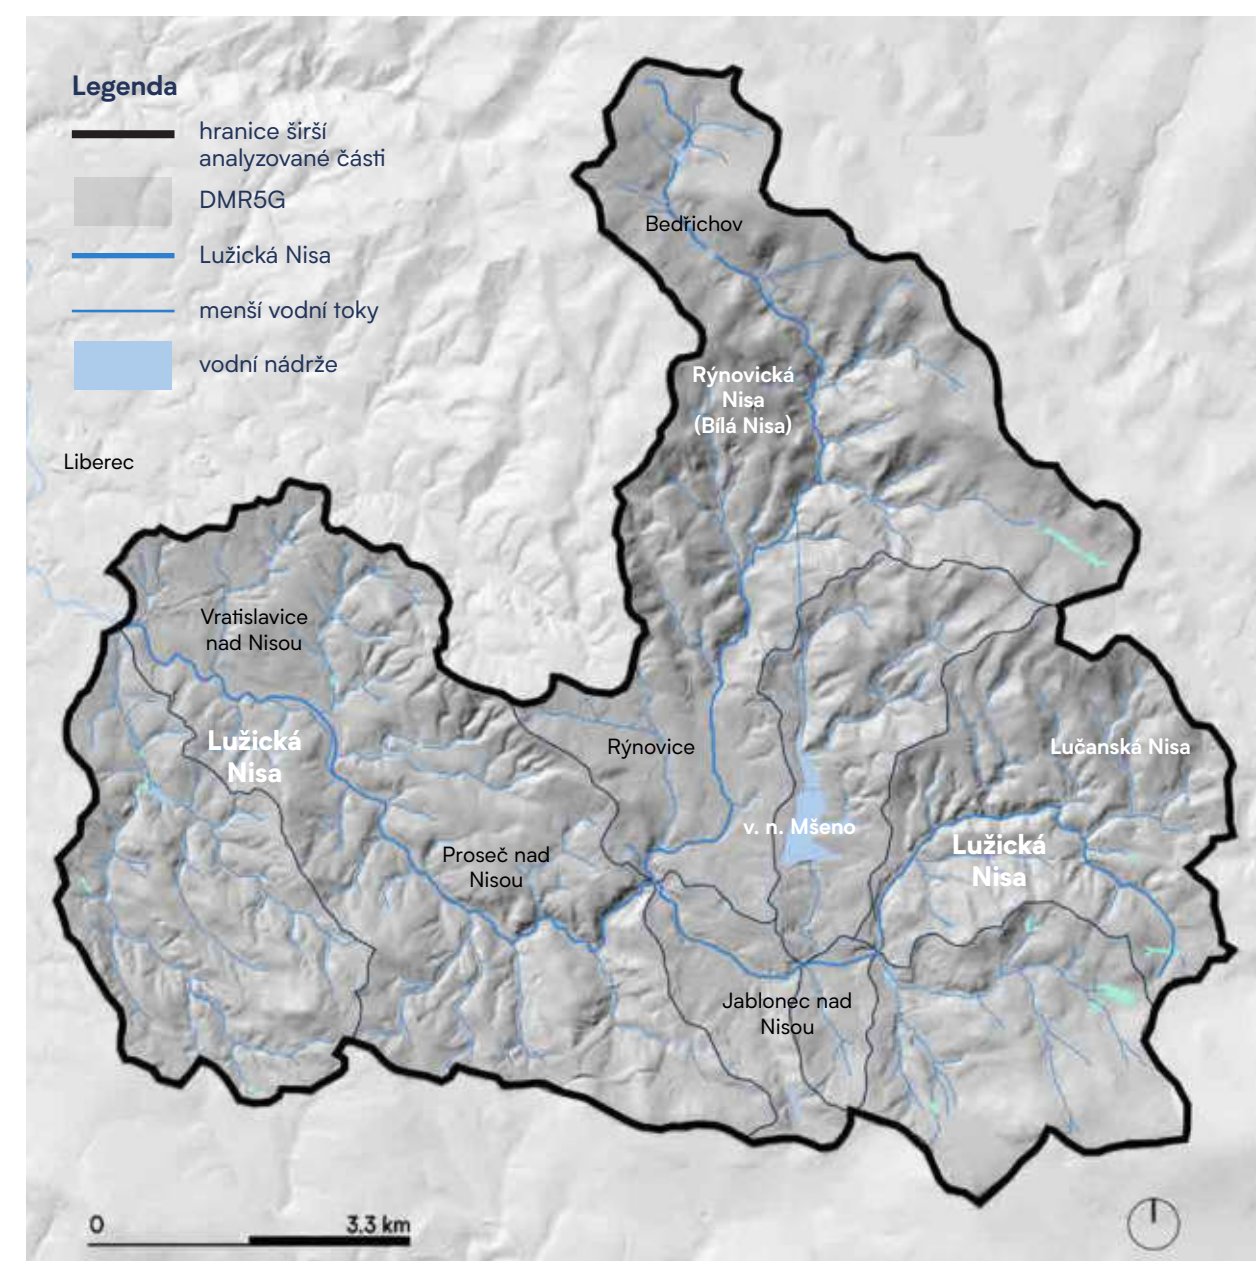 Legenda
hranice širší
analyzované části
DMR5G
Lužická Nisa
menší vodní toky
vodní nádrže
Bedřichov
Rýnovická
Nisa
(Bílá Nisa)
Liberec
Vratislavice
nad Nisou
Lužická
Nisa
Rýnovice
Lučanská Nisa
v. n. Mšeno
Lužická
Nisa
Proseč nad
Nisou
Jablonec nad
Nisou
0 3,3 km